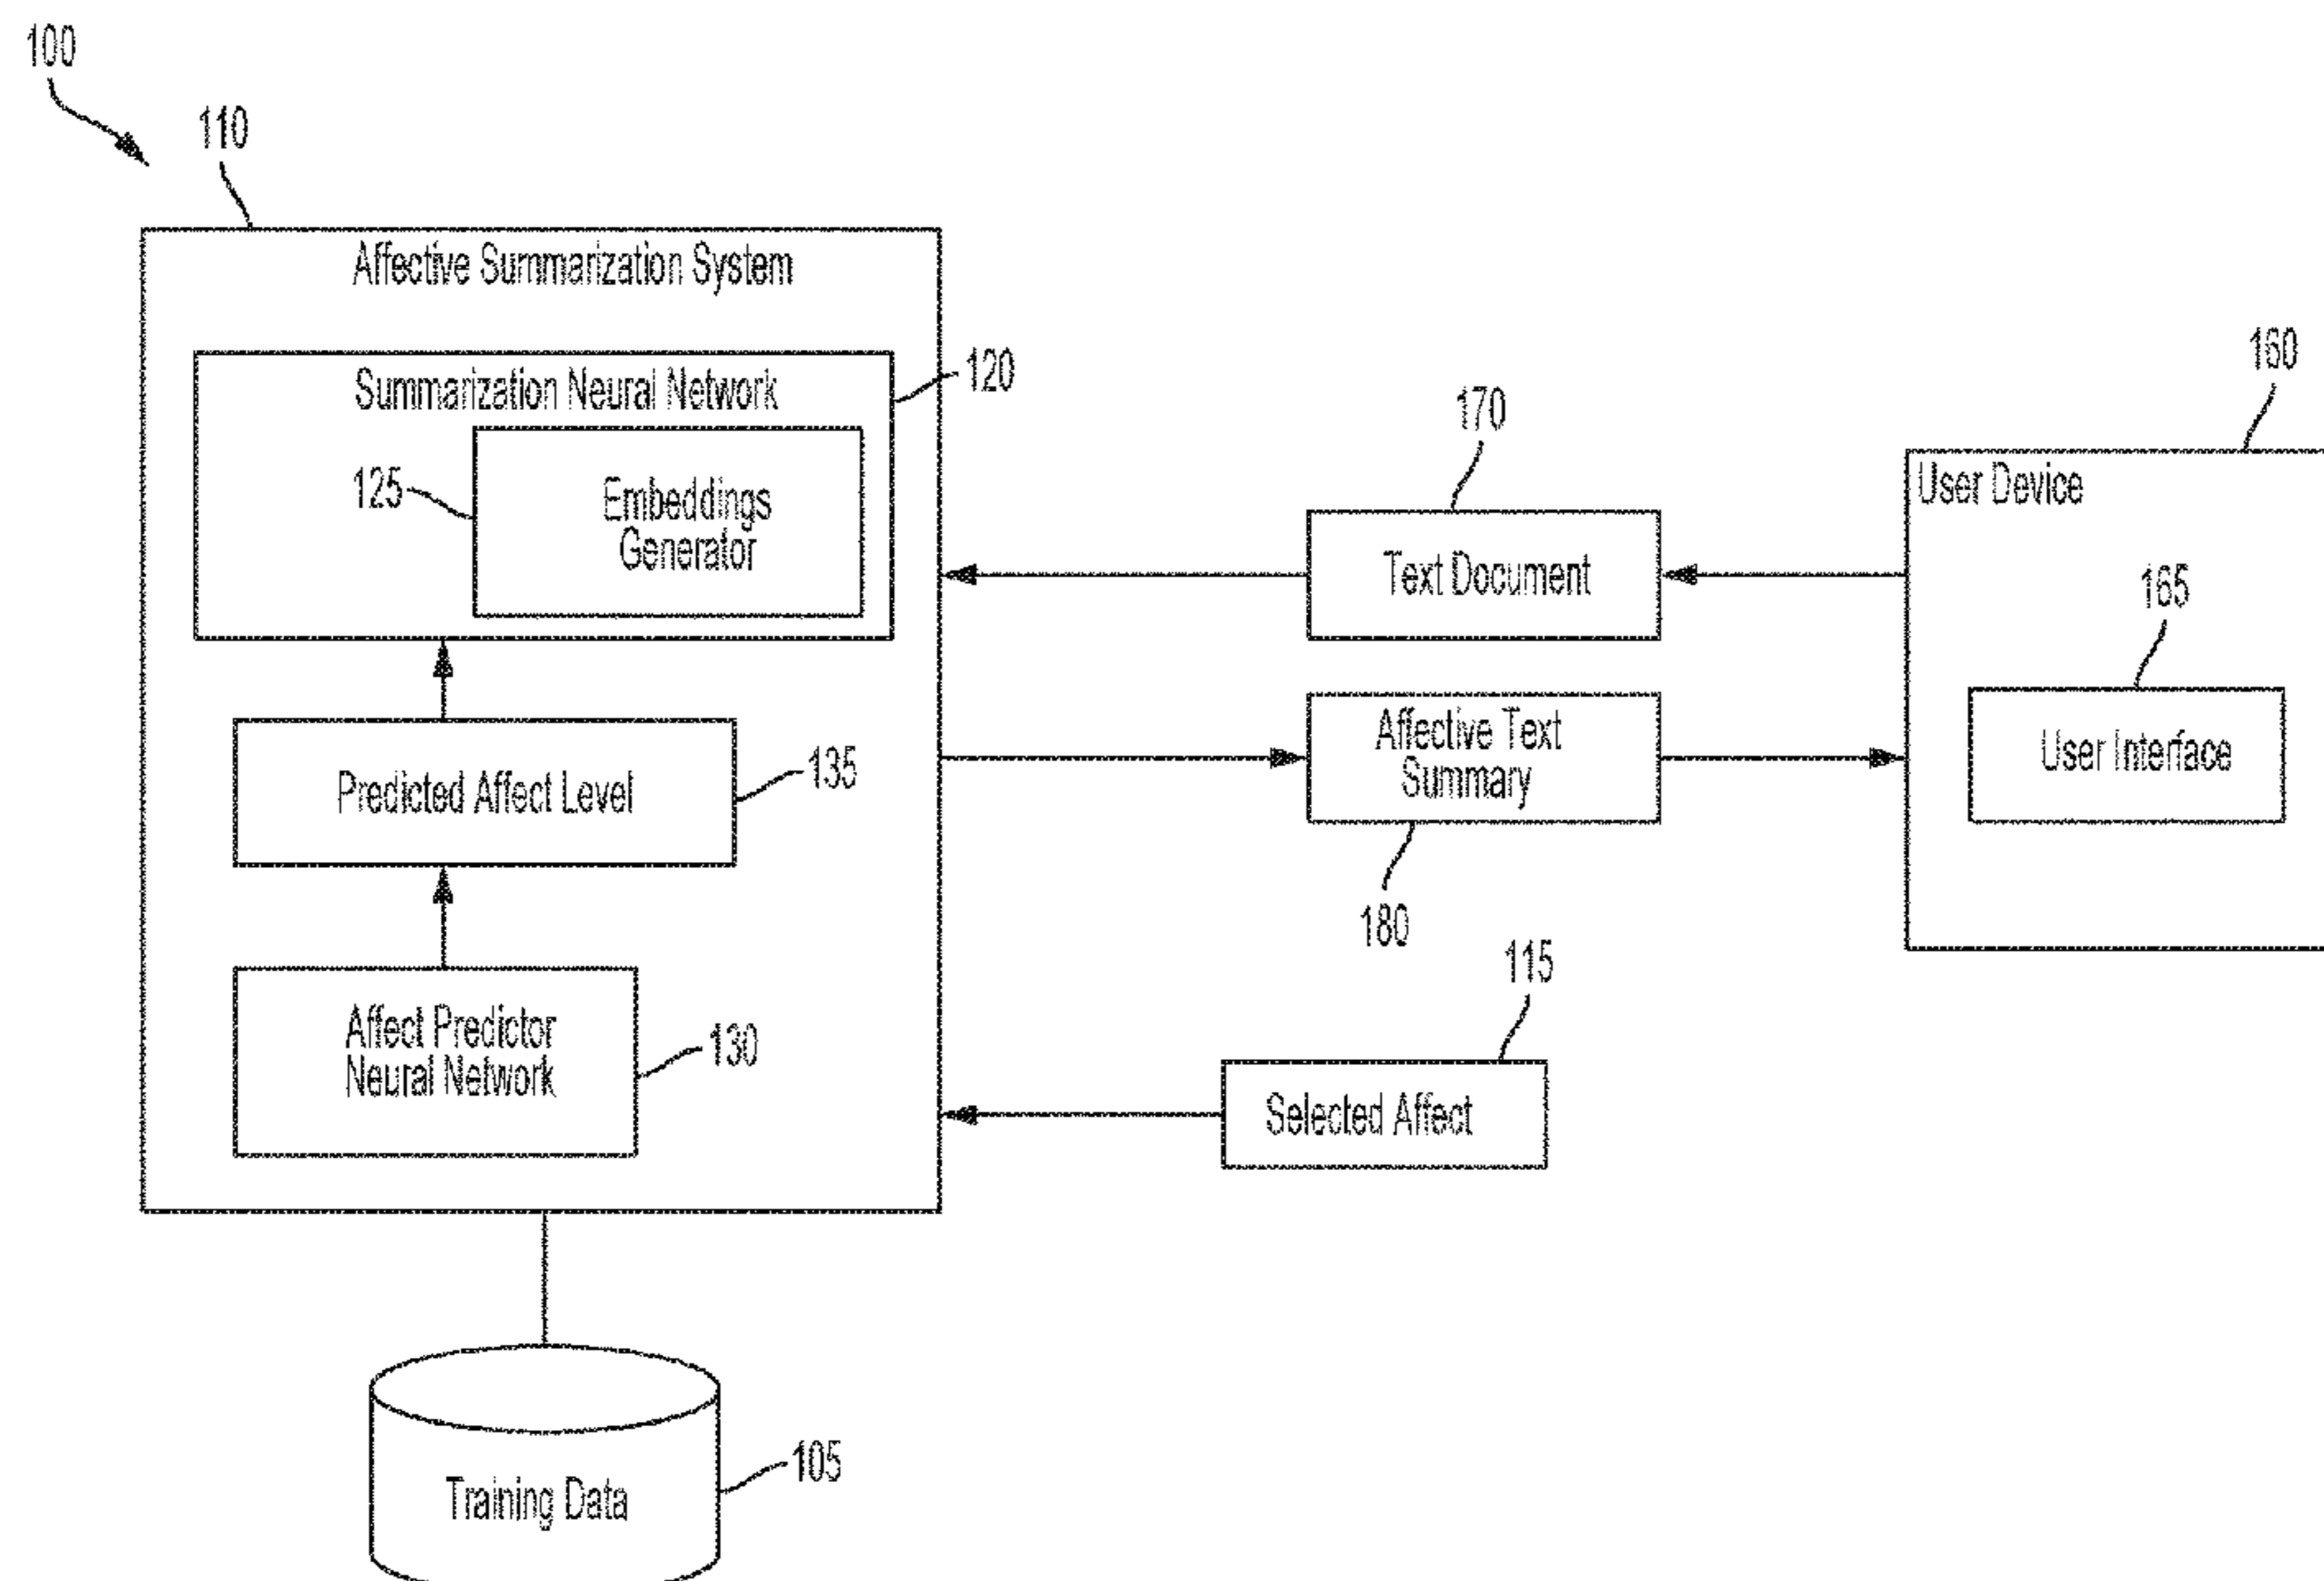 100
110
Affective Summarization System
Summarization Neural Network
120
125
Embeddings
Generator
Predicted Affect Level
135
Affect Predictor
Neural Network
130
Training Data
105
170
Text Document
Affective Text
Summary
180
115
Selected Affect
160
User Device
165
User Interface